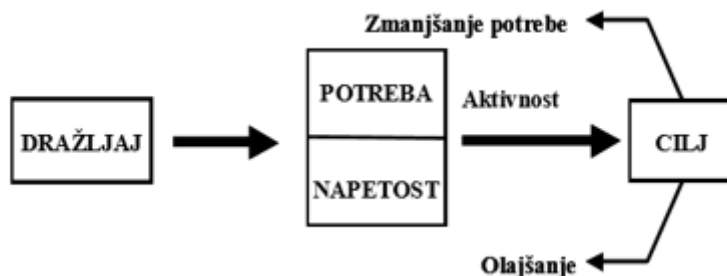 Zmanjšanje potrebe
POTREBA
Aktivnost
DRAŽLJAJ
CILJ
NAPETOST
Olajšanje